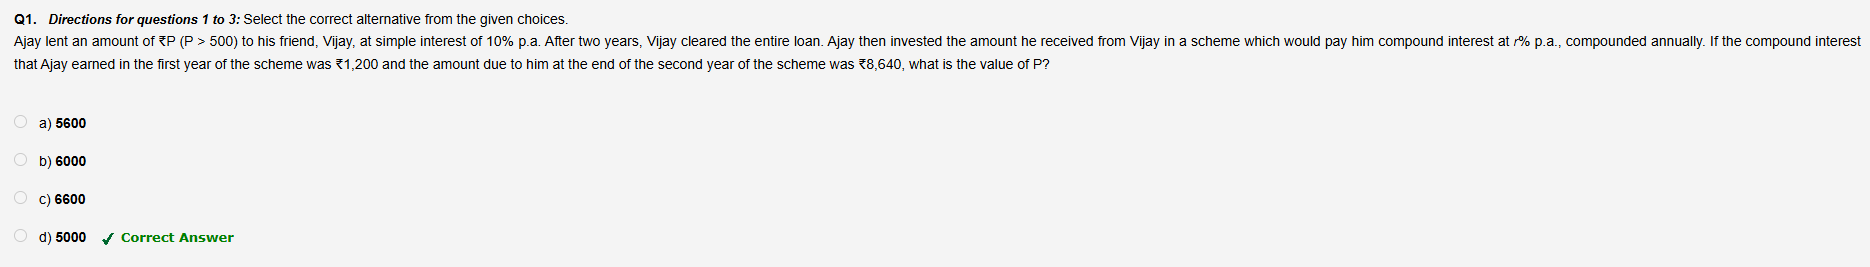 Q1. Directions for questions 1 to 3: Select the correct alternative from the given choices.
Ajay lent an amount of ₹P (P > 500) to his friend, Vijay, at simple interest of 10% p.a. After two years, Vijay cleared the entire loan. Ajay then invested the amount he received from Vijay in a scheme which would pay him compound interest at r% p.a., compounded annually. If the compound interest
that Ajay earned in the first year of the scheme was ₹1,200 and the amount due to him at the end of the second year of the scheme was ₹8,640, what is the value of P?
a) 5600
b) 6000
c) 6600
d) 5000 ✓ Correct Answer